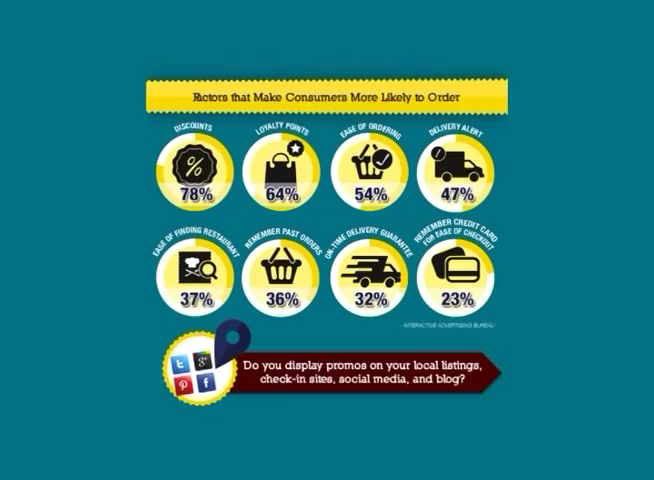 Factors that Make Consumers More Likely to Order
DISCOUNTS
78%
LOYALTY POINTS
64%
EASE OF ORDERING
54%
DELIVERY ALERT
47%
EASE OF FINDING RESTAURANT
37%
REMEMBER PAST ORDERS
36%
ON-TIME DELIVERY GUARANTEE
32%
REMEMBER CREDIT CARD
FOR EASE OF CHECKOUT
23%
- INTERACTIVE ADVERTISING BUREAU
Do you display promos on your local listings,
check-in sites, social media, and blog?